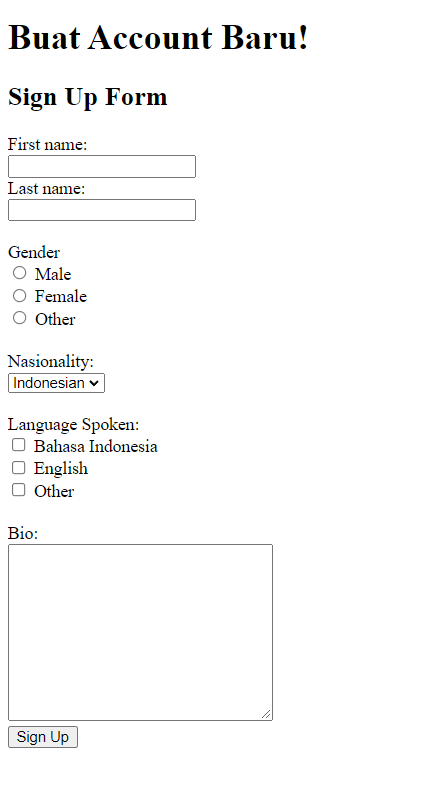 Buat Account Baru!
Sign Up Form
First name:
Last name:
Gender
Male
Female
Other
Nasionality:
Indonesian
Language Spoken:
Bahasa Indonesia
English
Other
Bio:
Sign Up